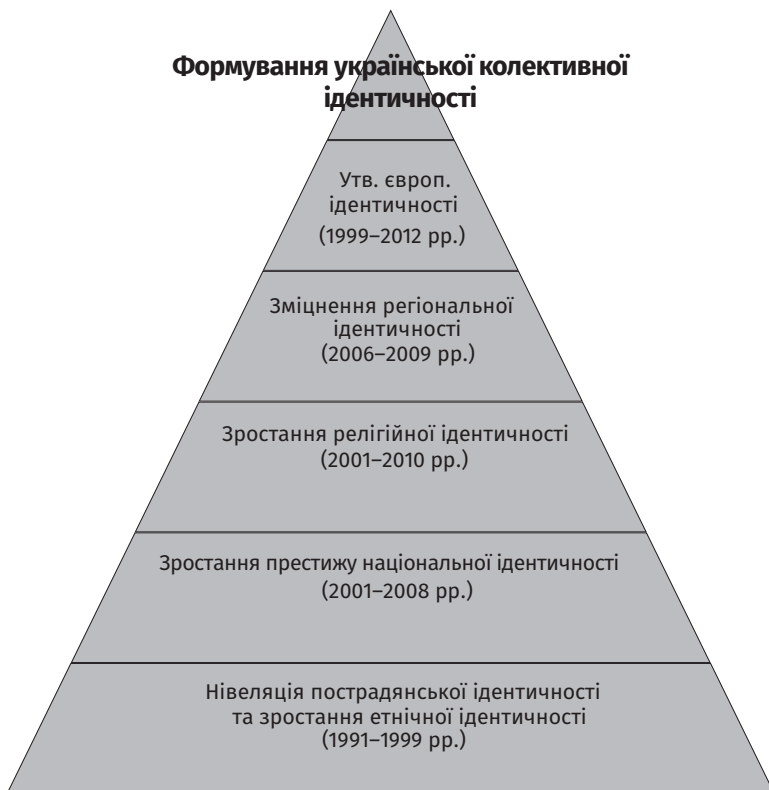 Формування української колективної
ідентичності
Утв. європ.
ідентичності
(1999–2012 рр.)
Зміцнення регіональної
ідентичності
(2006–2009 рр.)
Зростання релігійної ідентичності
(2001–2010 рр.)
Зростання престижу національної ідентичності
(2001–2008 рр.)
Нівеляція пострадянської ідентичності
та зростання етнічної ідентичності
(1991–1999 рр.)